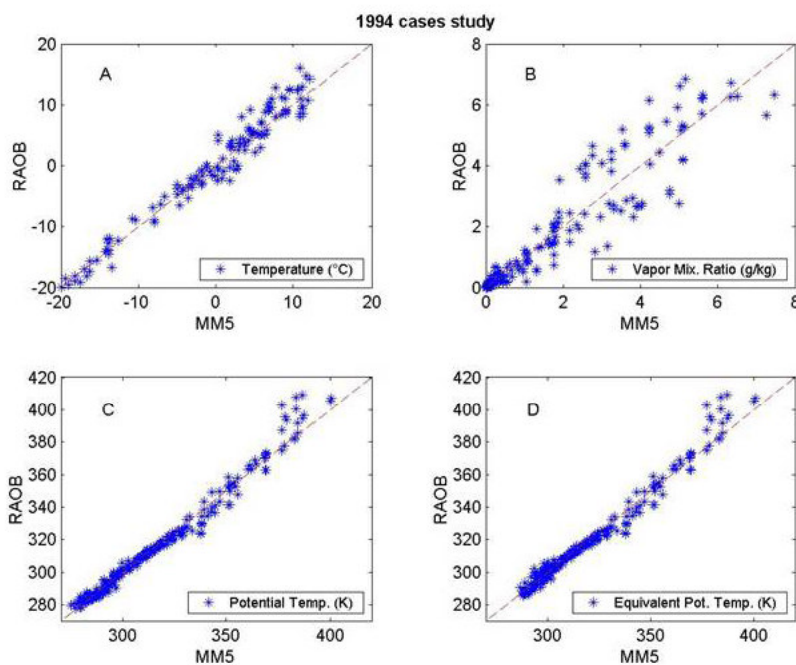 1994 cases study
20
10
0
-10
-20
RAOB
A
Temperature (°C)
-20 -10 0 10 20
MM5
8
6
4
2
0
RAOB
B
Vapor Mix. Ratio (g/kg)
0 2 4 6 8
MM5
420
400
380
360
340
320
300
280
RAOB
C
Potential Temp. (K)
300 350 400
MM5
420
400
380
360
340
320
300
280
RAOB
D
Equivalent Pot. Temp. (K)
300 350 400
MM5